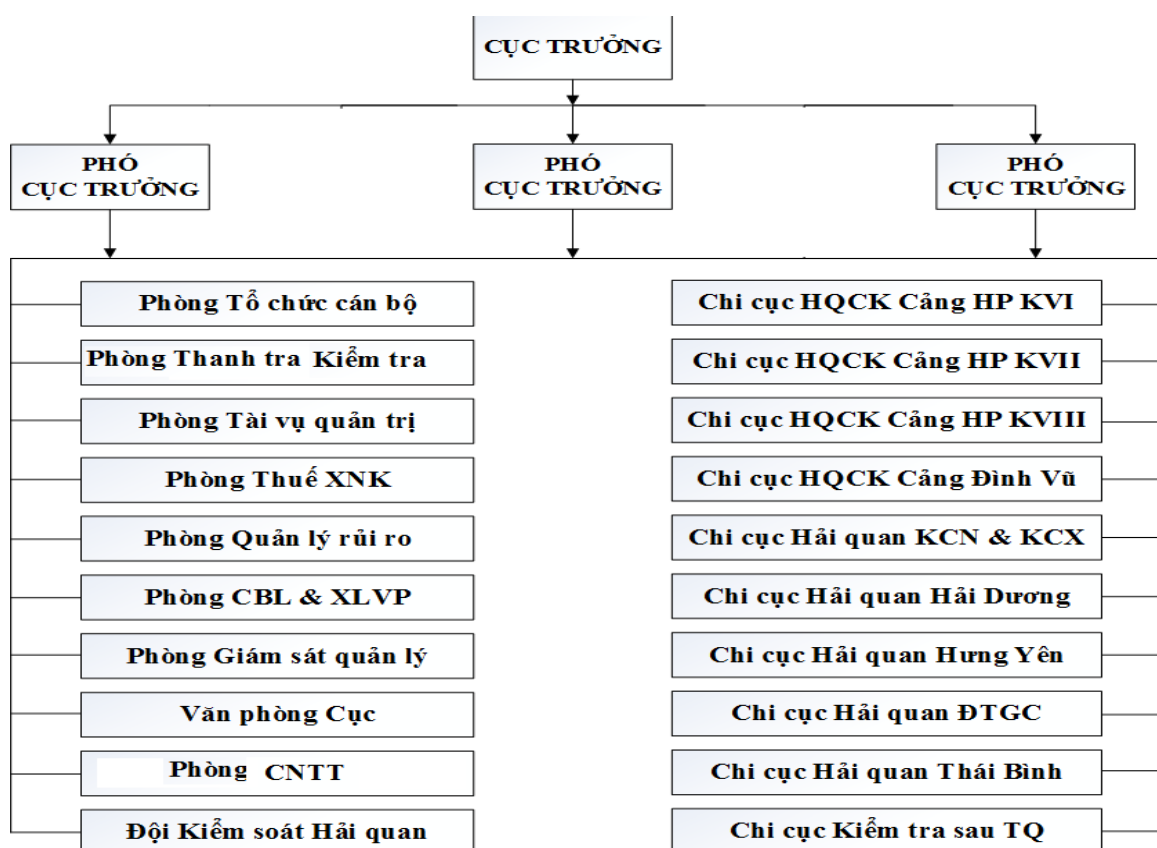 CỤC TRƯỞNG
PHÓ
CỤC TRƯỞNG
PHÓ
CỤC TRƯỞNG
PHÓ
CỤC TRƯỞNG
Phòng Tổ chức cán bộ
Phòng Thanh tra Kiểm tra
Phòng Tài vụ quản trị
Phòng Thuế XNK
Phòng Quản lý rủi ro
Phòng CBL & XLVP
Phòng Giám sát quản lý
Văn phòng Cục
Phòng CNTT
Đội Kiểm soát Hải quan
Chi cục HQCK Cảng HP KVI
Chi cục HQCK Cảng HP KVII
Chi cục HQCK Cảng HP KVIII
Chi cục HQCK Cảng Đình Vũ
Chi cục Hải quan KCN & KCX
Chi cục Hải quan Hải Dương
Chi cục Hải quan Hưng Yên
Chi cục Hải quan ĐTGC
Chi cục Hải quan Thái Bình
Chi cục Kiểm tra sau TQ